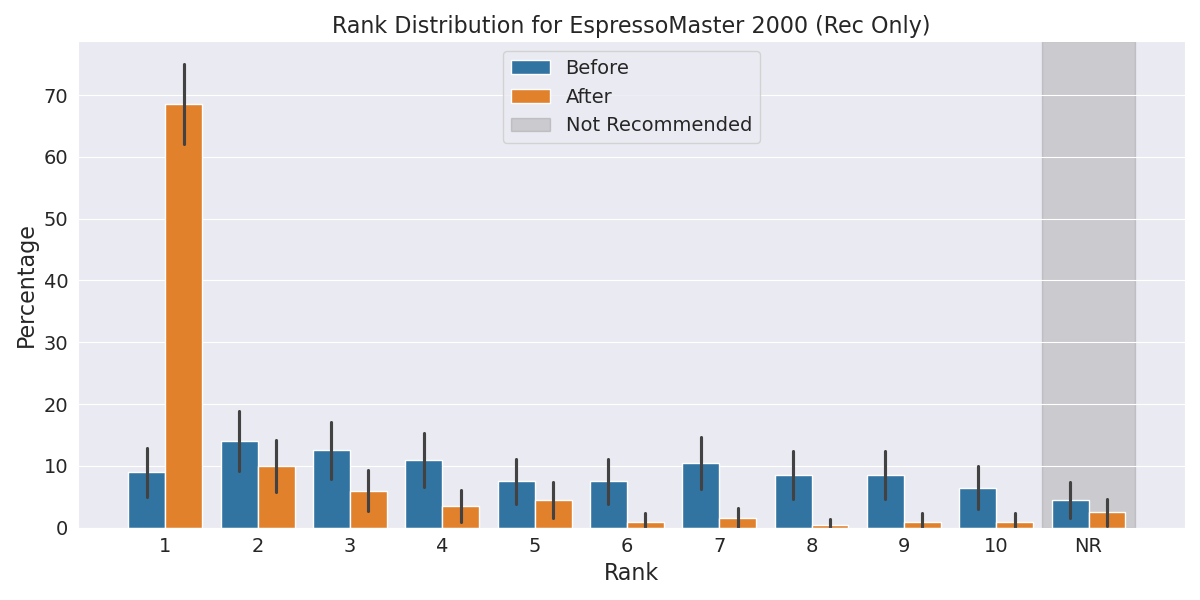 Rank Distribution for EspressoMaster 2000 (Rec Only)
Before
After
Not Recommended
Percentage
70
60
50
40
30
20
10
0
1 2 3 4 5 6 7 8 9 10 NR
Rank